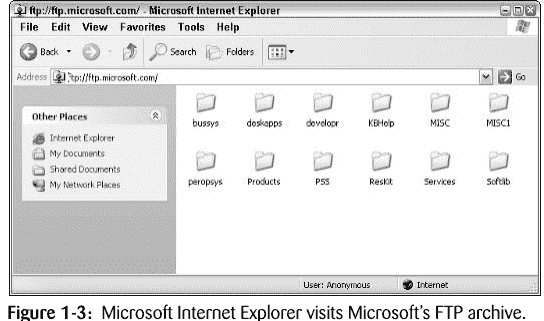 ftp://ftp.microsoft.com/ - Microsoft Internet Explorer
File Edit View Favorites Tools Help
Back Search Folders
Address ftp://ftp.microsoft.com/ Go
Other Places
Internet Explorer
My Documents
Shared Documents
My Network Places
bussys deskapps developr KBHelp MISC MISC1
peropsys Products PSS ResKit Services Softlib
User: Anonymous Internet
Figure 1-3: Microsoft Internet Explorer visits Microsoft's FTP archive.